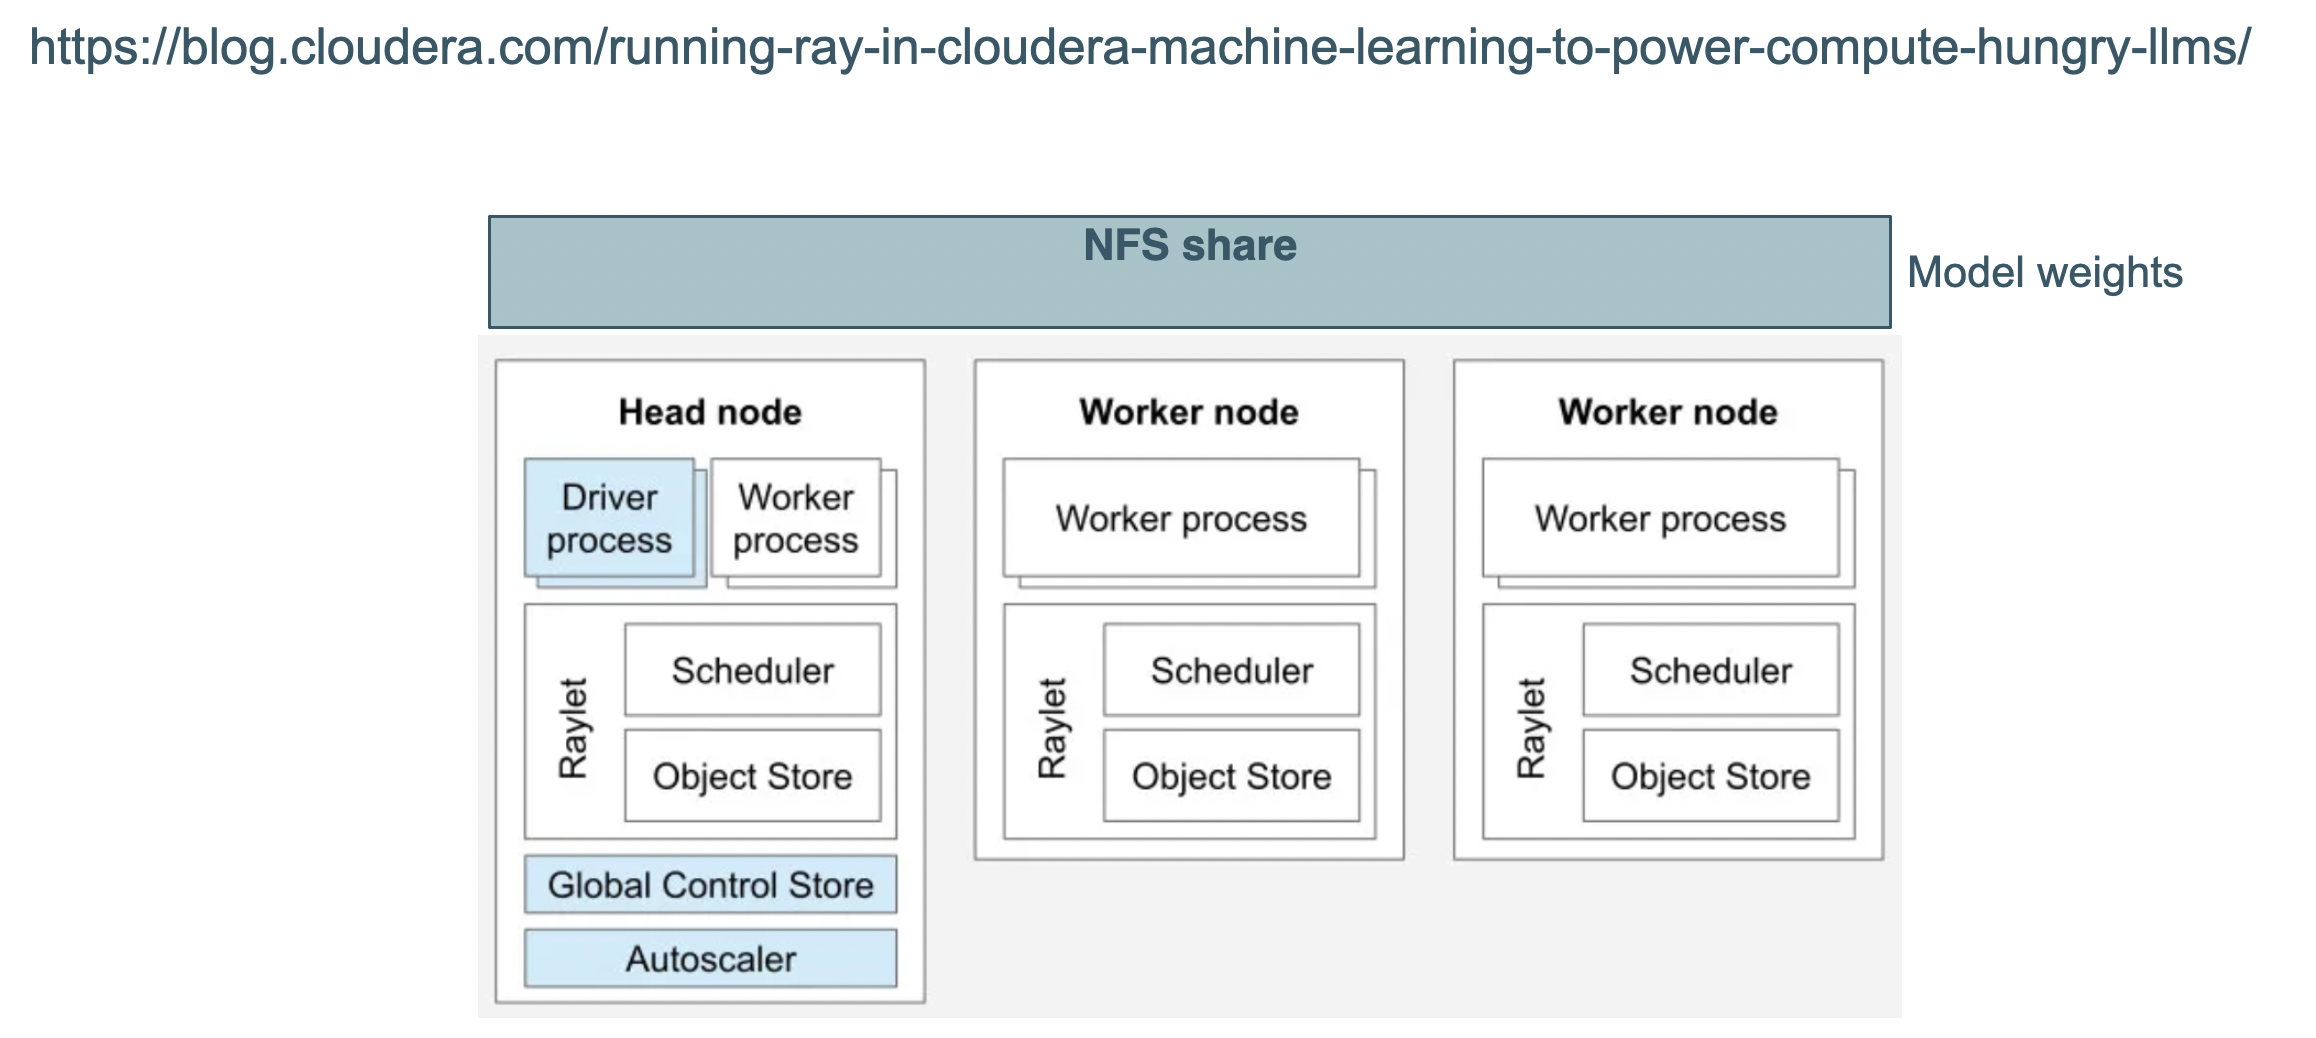 https://blog.cloudera.com/running-ray-in-cloudera-machine-learning-to-power-compute-hungry-llms/
NFS share
Model weights
Head node
Driver
process
Worker
process
Raylet
Scheduler
Object Store
Global Control Store
Autoscaler
Worker node
Worker process
Raylet
Scheduler
Object Store
Worker node
Worker process
Raylet
Scheduler
Object Store